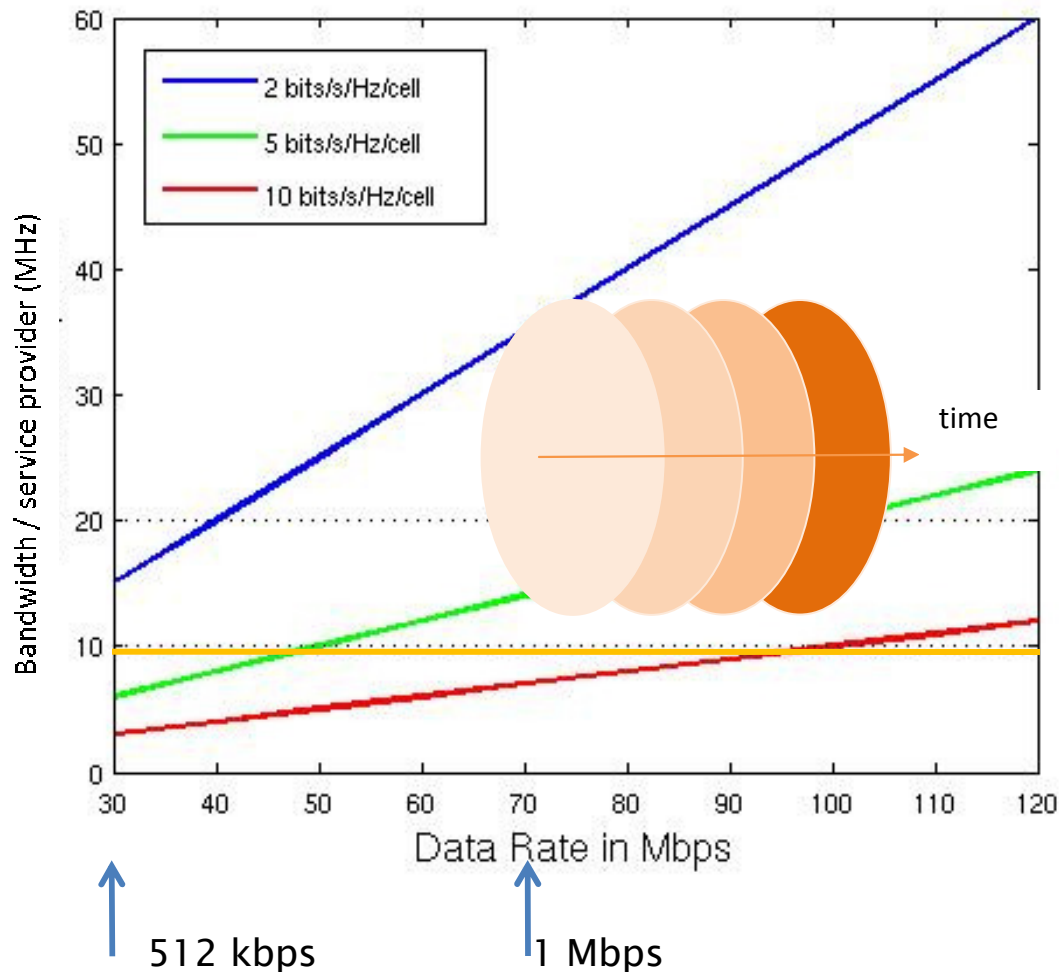 60
2 bits/s/Hz/cell
5 bits/s/Hz/cell
10 bits/s/Hz/cell
50
40
30
20
10
0
Bandwidth / service provider (MHz)
time
30 40 50 60 70 80 90 100 110 120
Data Rate in Mbps
512 kbps
1 Mbps